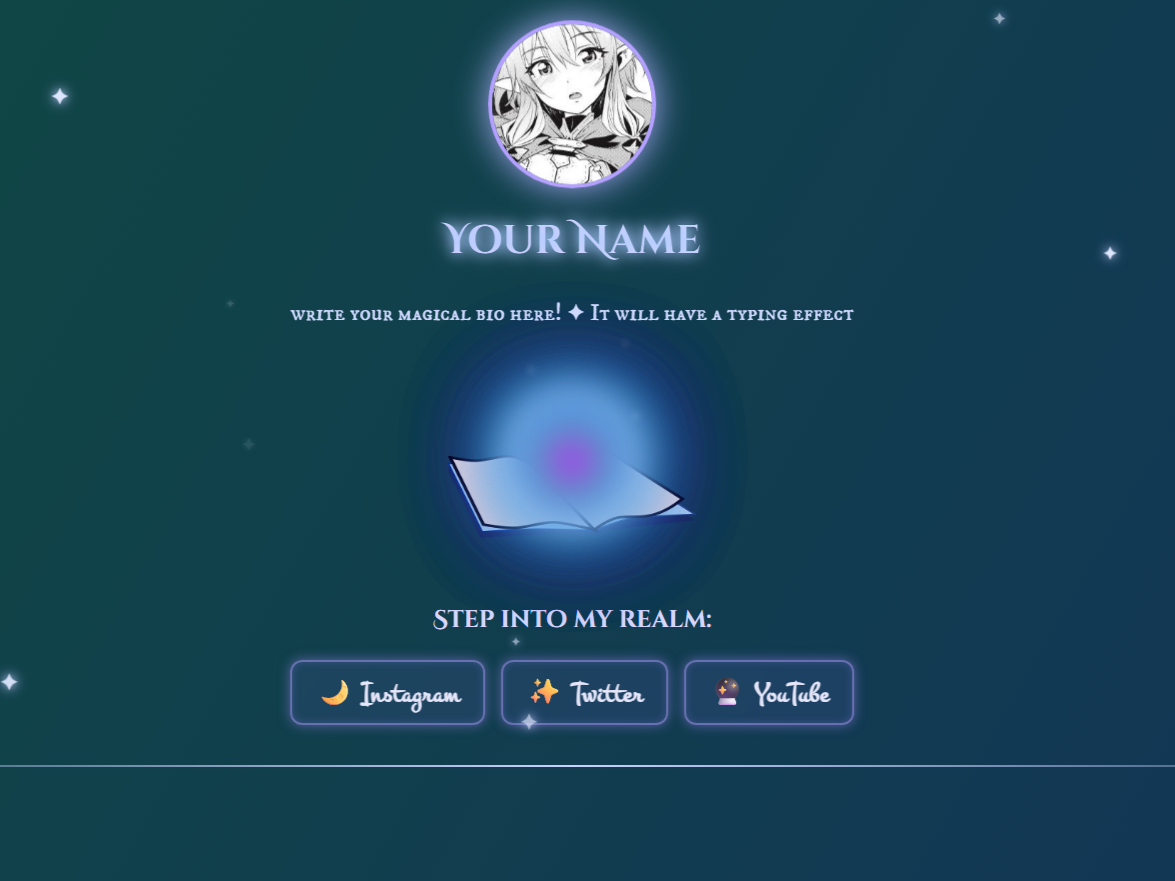 Your Name
write your magical bio here! ✦ It will have a typing effect
Step into my realm:
🌙 Instagram ✨ Twitter 🔮 YouTube